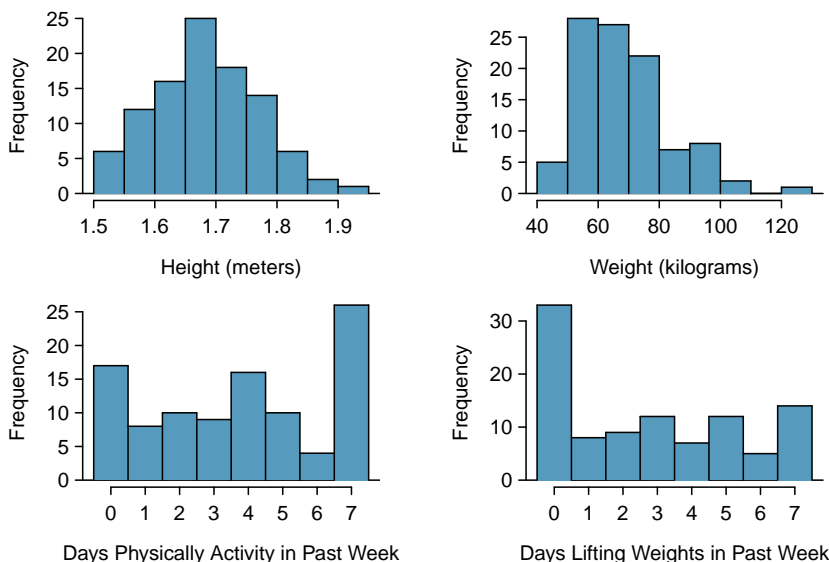 Frequency
25
20
15
10
5
0
1.5 1.6 1.7 1.8 1.9
Height (meters)
Frequency
25
20
15
10
5
0
40 60 80 100 120
Weight (kilograms)
Frequency
25
20
15
10
5
0
0 1 2 3 4 5 6 7
Days Physically Activity in Past Week
Frequency
30
20
10
0
0 1 2 3 4 5 6 7
Days Lifting Weights in Past Week